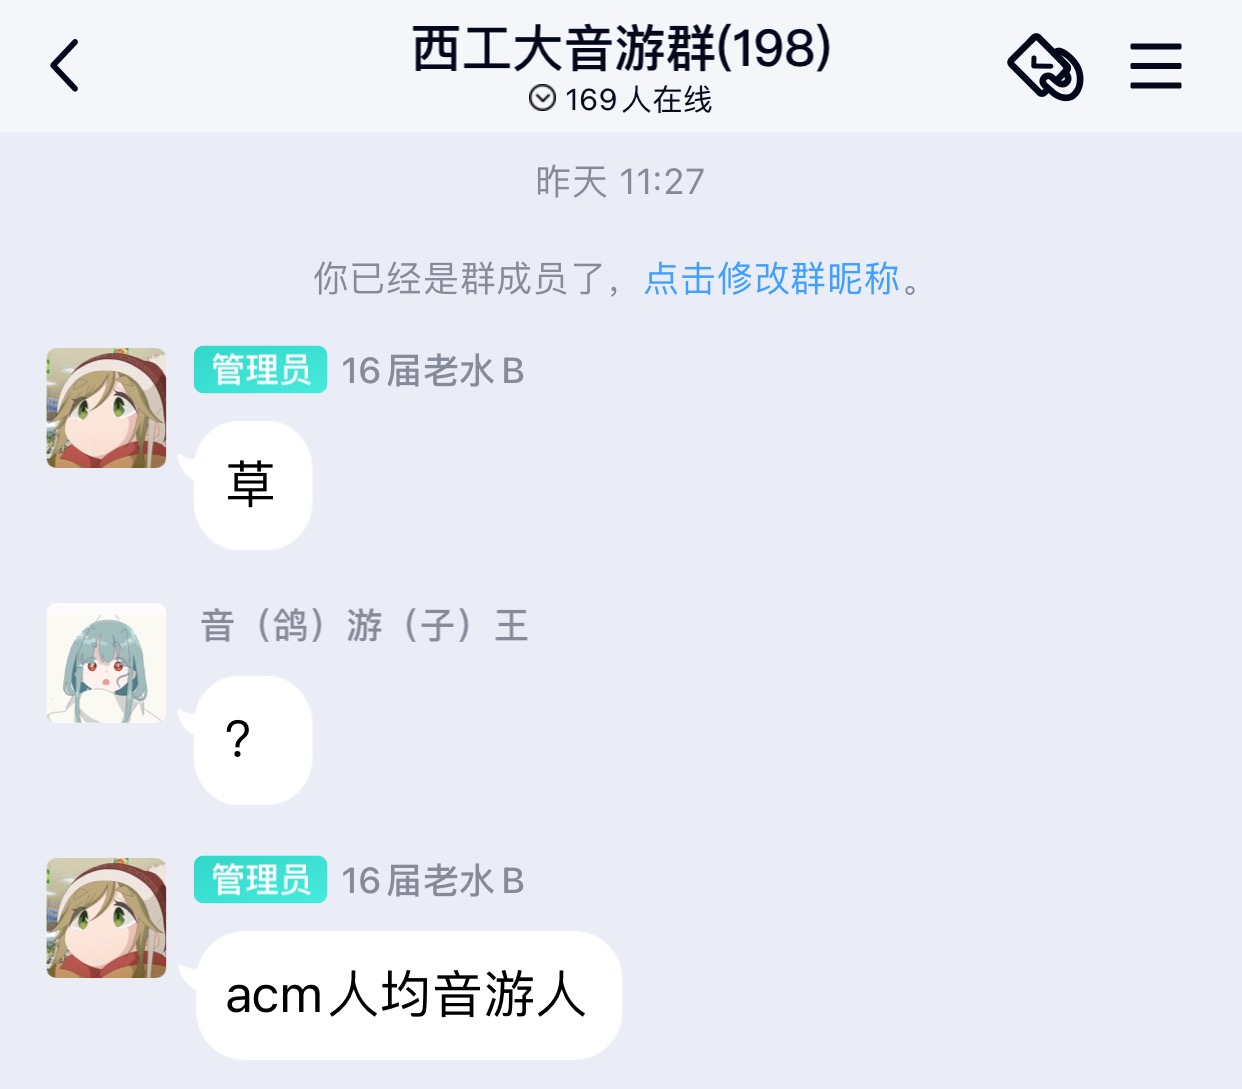 西工大音游群(198)
169人在线
昨天 11:27
你已经是群成员了，点击修改群昵称。
管理员 16届老水B
草
音（鸽）游（子）王
?
管理员 16届老水B
acm人均音游人